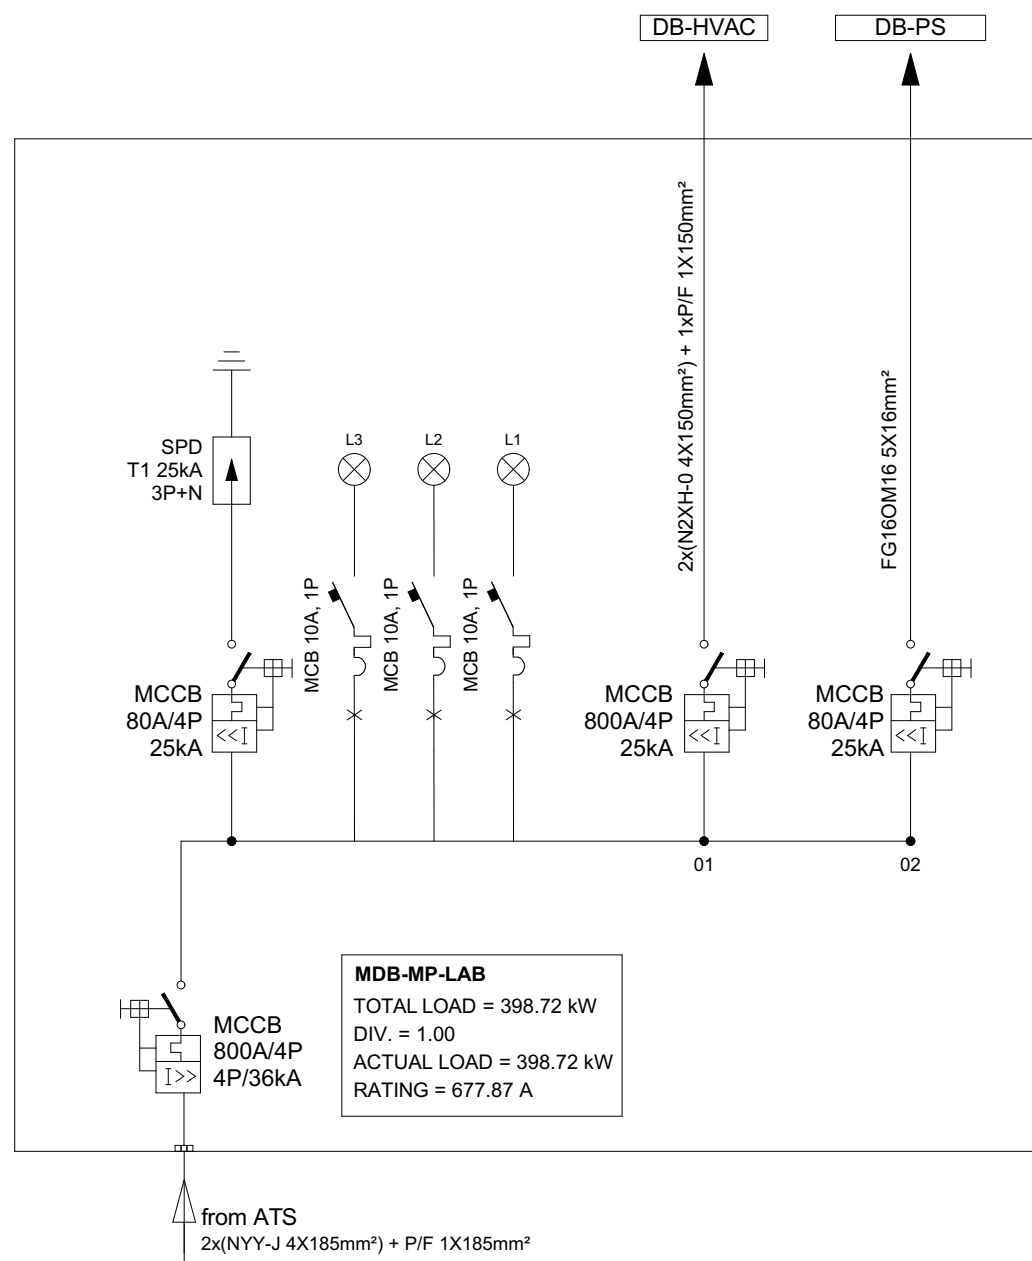 DB-HVAC
DB-PS
2x(N2XH-0 4X150mm²) + 1xP/F 1X150mm²
FG16OM16 5X16mm²
SPD
T1 25kA
3P+N
L3
L2
L1
MCB 10A, 1P
MCB 10A, 1P
MCB 10A, 1P
MCCB
80A/4P
25kA
<<I
MCCB
800A/4P
25kA
<<I
MCCB
80A/4P
25kA
<<I
01
02
MCCB
800A/4P
4P/36kA
I>>
MDB-MP-LAB
TOTAL LOAD = 398.72 kW
DIV. = 1.00
ACTUAL LOAD = 398.72 kW
RATING = 677.87 A
from ATS
2x(NYY-J 4X185mm²) + P/F 1X185mm²